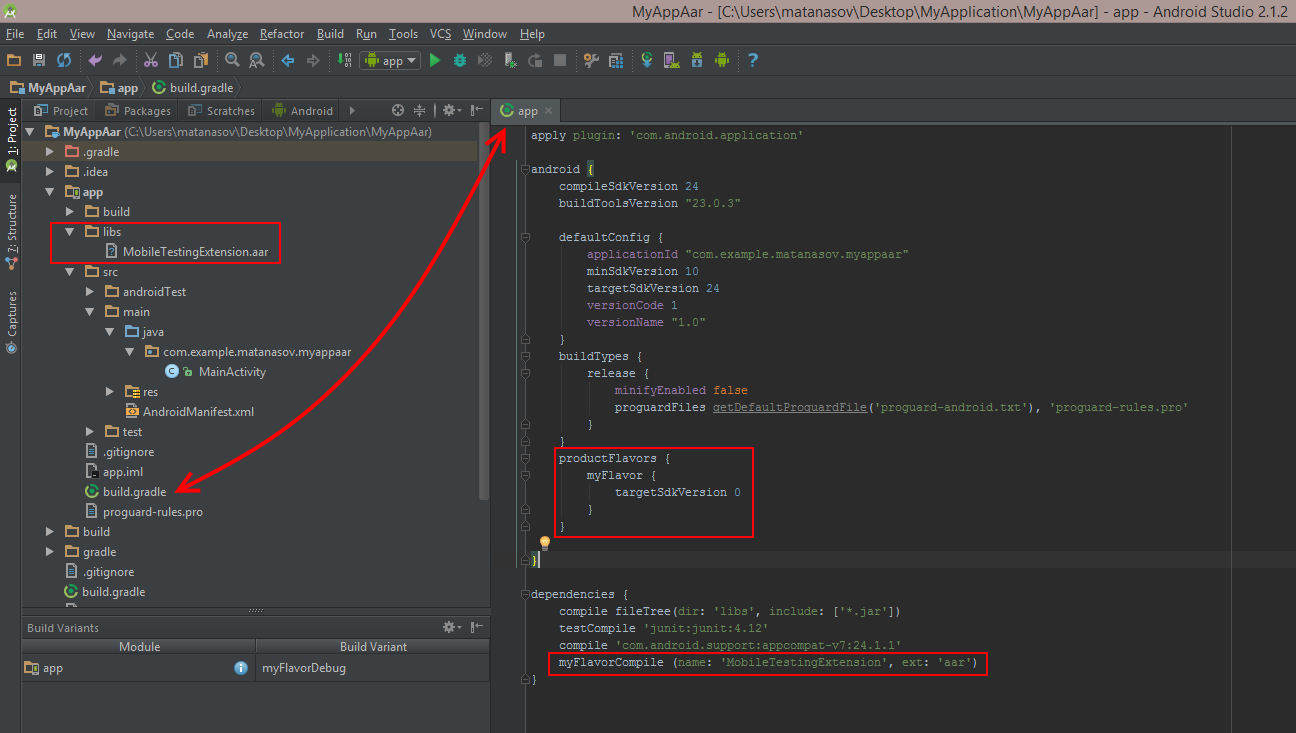 MyAppAar - [C:\Users\matanasov\Desktop\MyApplication\MyAppAar] - app - Android Studio 2.1.2
File Edit View Navigate Code Analyze Refactor Build Run Tools VCS Window Help
app
MyAppAar app build.gradle
1: Project
7: Structure
Captures
Project Packages Scratches Android
MyAppAar (C:\Users\matanasov\Desktop\MyApplication\MyAppAar)
.gradle
.idea
app
build
libs
MobileTestingExtension.aar
src
androidTest
main
java
com.example.matanasov.myappaar
MainActivity
res
AndroidManifest.xml
test
.gitignore
app.iml
build.gradle
proguard-rules.pro
build
gradle
.gitignore
build.gradle
Build Variants
Module Build Variant
app myFlavorDebug
app
apply plugin: 'com.android.application'
android {
compileSdkVersion 24
buildToolsVersion "23.0.3"
defaultConfig {
applicationId "com.example.matanasov.myappaar"
minSdkVersion 10
targetSdkVersion 24
versionCode 1
versionName "1.0"
}
buildTypes {
release {
minifyEnabled false
proguardFiles getDefaultProguardFile('proguard-android.txt'), 'proguard-rules.pro'
}
}
productFlavors {
myFlavor {
targetSdkVersion 0
}
}
}
dependencies {
compile fileTree(dir: 'libs', include: ['*.jar'])
testCompile 'junit:junit:4.12'
compile 'com.android.support:appcompat-v7:24.1.1'
myFlavorCompile (name: 'MobileTestingExtension', ext: 'aar')
}